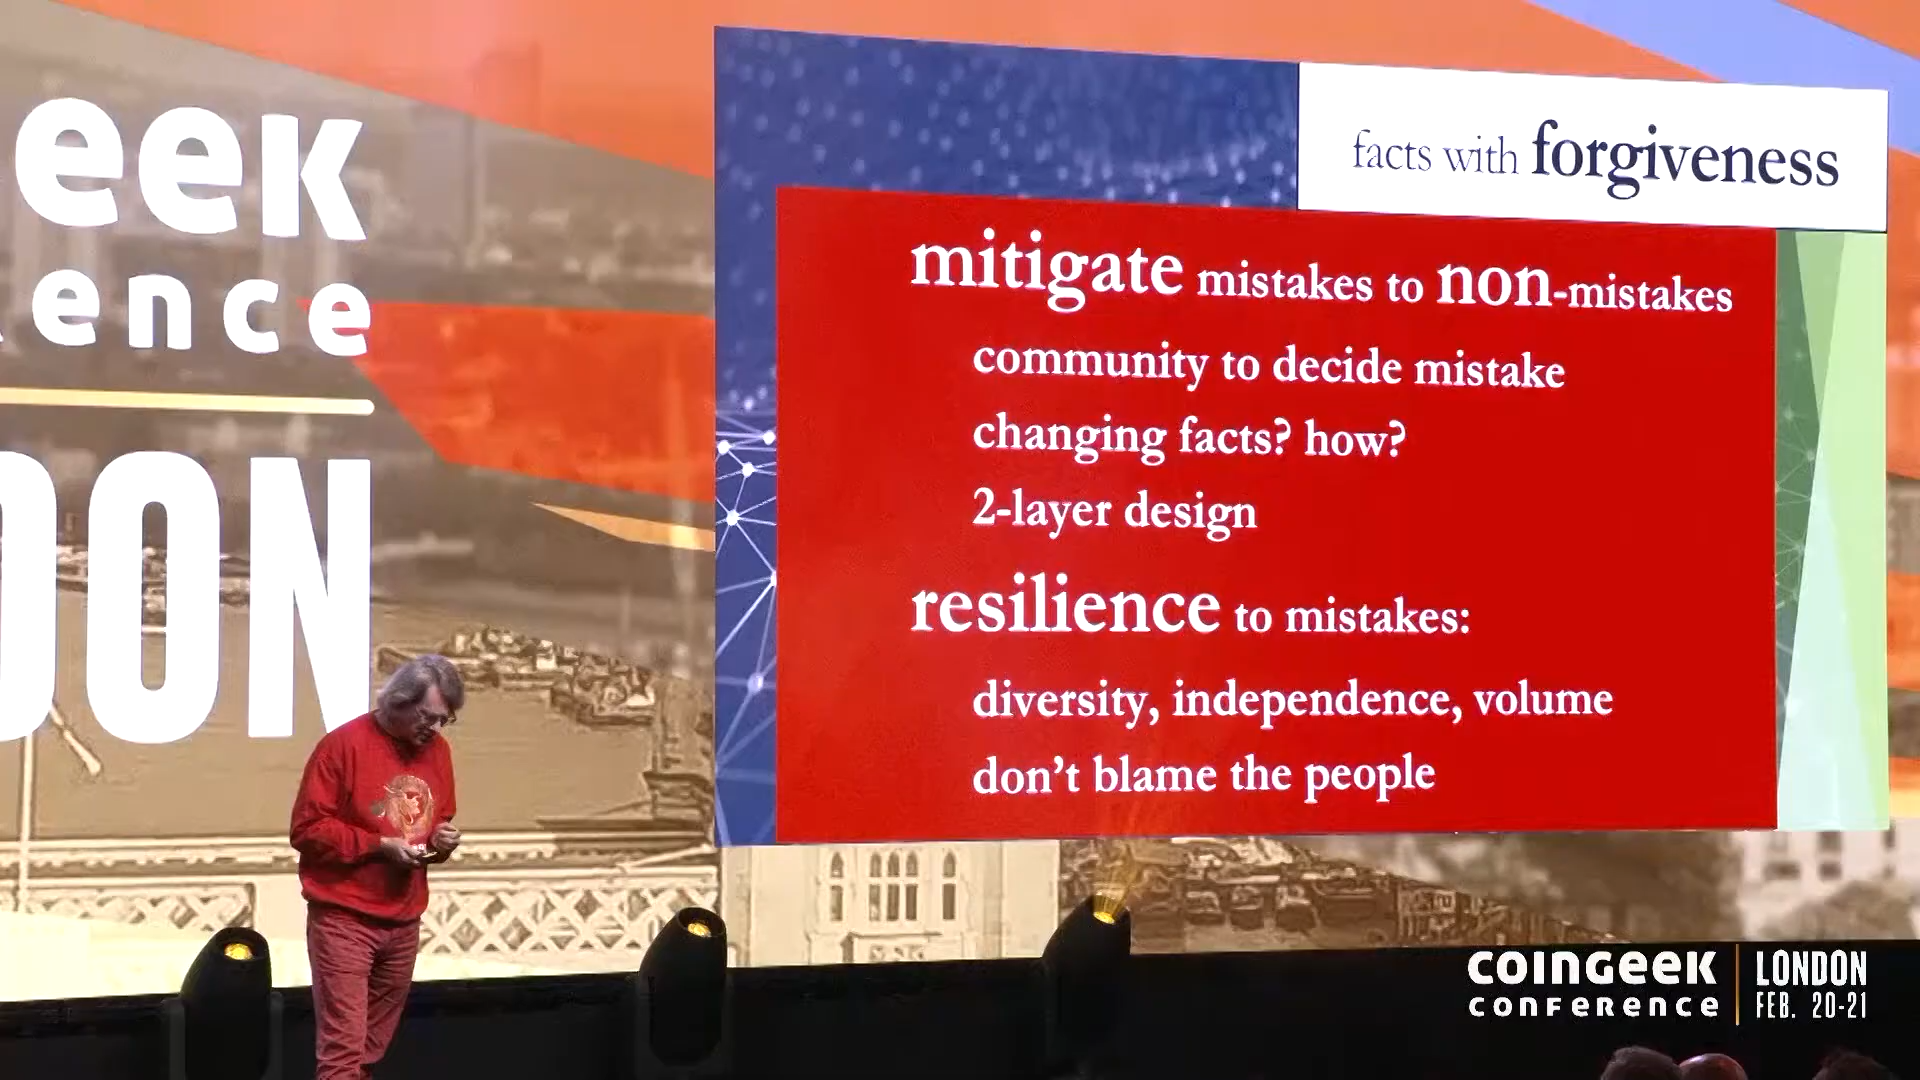 eek
ence
DON
facts with forgiveness
mitigate mistakes to non-mistakes
community to decide mistake
changing facts? how?
2-layer design
resilience to mistakes:
diversity, independence, volume
don't blame the people
COINGEEK
CONFERENCE
LONDON
FEB. 20-21